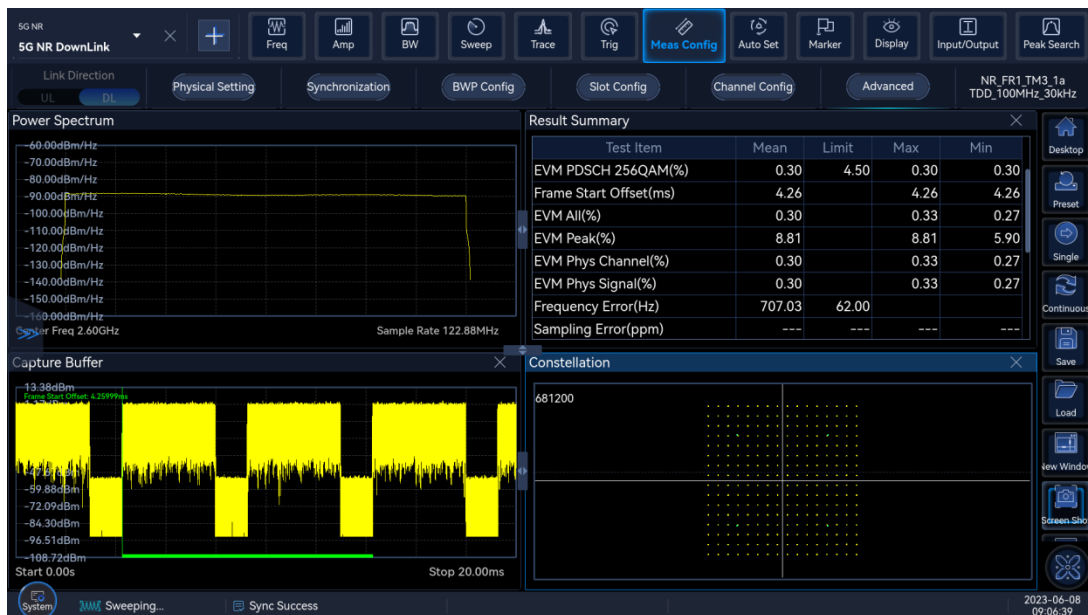 5G NR
5G NR DownLink
Freq
Amp
BW
Sweep
Trace
Trig
Meas Config
Auto Set
Marker
Display
Input/Output
Peak Search
Link Direction
UL DL
Physical Setting
Synchronization
BWP Config
Slot Config
Channel Config
Advanced
NR_FR1_TM3_1a
TDD_100MHz_30kHz
Power Spectrum
-60.00dBm/Hz
-70.00dBm/Hz
-80.00dBm/Hz
-90.00dBm/Hz
-100.00dBm/Hz
-110.00dBm/Hz
-120.00dBm/Hz
-130.00dBm/Hz
-140.00dBm/Hz
-150.00dBm/Hz
-160.00dBm/Hz
Center Freq 2.60GHz Sample Rate 122.88MHz
Result Summary
Test Item Mean Limit Max Min
EVM PDSCH 256QAM(%) 0.30 4.50 0.30 0.30
Frame Start Offset(ms) 4.26 4.26 4.26
EVM All(%) 0.30 0.33 0.27
EVM Peak(%) 8.81 8.81 5.90
EVM Phys Channel(%) 0.30 0.33 0.27
EVM Phys Signal(%) 0.30 0.33 0.27
Frequency Error(Hz) 707.03 62.00
Sampling Error(ppm) --- --- --- ---
Capture Buffer
13.38dBm
Frame Start Offset: 4.25999ms
-59.88dBm
-72.09dBm
-84.30dBm
-96.51dBm
-108.72dBm
Start 0.00s Stop 20.00ms
Constellation
681200
Desktop
Preset
Single
Continuous
Save
Load
New Window
Screen Shot
System
Sweeping...
Sync Success
2023-06-08
09:06:39